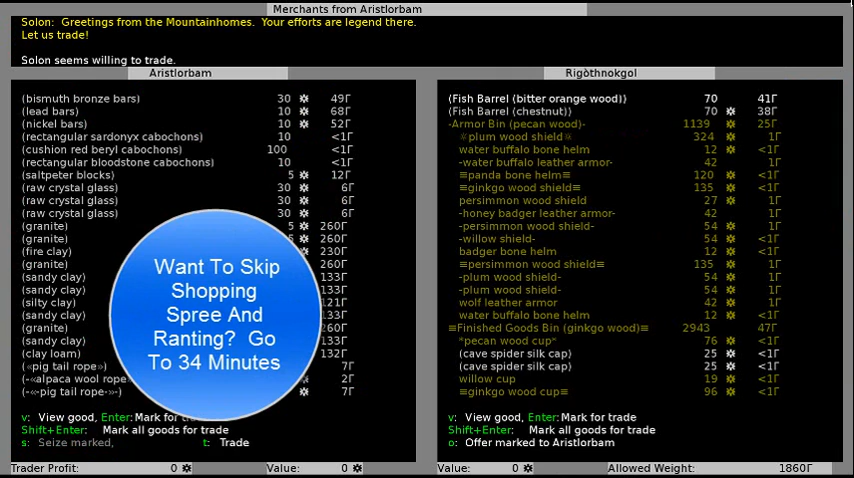 Merchants from Aristlorbam
Solon:  Greetings from the Mountainhomes.  Your efforts are legend there.
Let us trade!
Solon seems willing to trade.
Aristlorbam
(bismuth bronze bars) 30 ☼ 49Γ
(lead bars) 10 ☼ 68Γ
(nickel bars) 10 ☼ 52Γ
(rectangular sardonyx cabochons) 10 <1Γ
(cushion red beryl cabochons) 100 <1Γ
(rectangular bloodstone cabochons) 10 <1Γ
(saltpeter blocks) 5 ☼ 12Γ
(raw crystal glass) 30 ☼ 6Γ
(raw crystal glass) 30 ☼ 6Γ
(raw crystal glass) 30 ☼ 6Γ
(granite) 5 ☼ 260Γ
(granite) 260Γ
(fire clay) 230Γ
(granite) 260Γ
(sandy clay) 133Γ
(sandy clay) 133Γ
(silty clay) 121Γ
(granite) 260Γ
(sandy clay) 133Γ
(clay loam) 132Γ
(«pig tail rope») 7Γ
(-«alpaca wool rope» 2Γ
(-«-pig tail rope-»-) ☼ 7Γ
v: View good, Enter: Mark for
Shift+Enter: Mark all goods for trade
s: Seize marked, t: Trade
Want To Skip
Shopping
Spree And
Ranting?  Go
To 34 Minutes
Rigòthnokgol
(Fish Barrel (bitter orange wood)) 70 41Γ
(Fish Barrel (chestnut)) 70 ☼ 38Γ
-Armor Bin (pecan wood)- 1139 ☼ 25Γ
☼plum wood shield☼ 324 ☼ 1Γ
water buffalo bone helm 12 ☼ <1Γ
-water buffalo leather armor- 42 1Γ
≡panda bone helm≡ 120 ☼ <1Γ
≡ginkgo wood shield≡ 135 ☼ <1Γ
persimmon wood shield 27 ☼ 1Γ
-honey badger leather armor- 42 1Γ
-persimmon wood shield- 54 ☼ 1Γ
-willow shield- 54 ☼ <1Γ
badger bone helm 12 ☼ <1Γ
≡persimmon wood shield≡ 135 ☼ 1Γ
-plum wood shield- 54 ☼ 1Γ
-plum wood shield- 54 ☼ 1Γ
wolf leather armor 42 ☼ 1Γ
water buffalo bone helm 12 ☼ <1Γ
≡Finished Goods Bin (ginkgo wood)≡ 2943 47Γ
*pecan wood cup* 76 ☼ <1Γ
(cave spider silk cap) 25 ☼ <1Γ
(cave spider silk cap) 25 ☼ <1Γ
willow cup 19 ☼ <1Γ
≡ginkgo wood cup≡ 96 ☼ <1Γ
v: View good, Enter: Mark for trade
Shift+Enter: Mark all goods for trade
o: Offer marked to Aristlorbam
Trader Profit: 0 ☼ Value: 0 ☼
Value: 0 ☼ Allowed Weight: 1860Γ